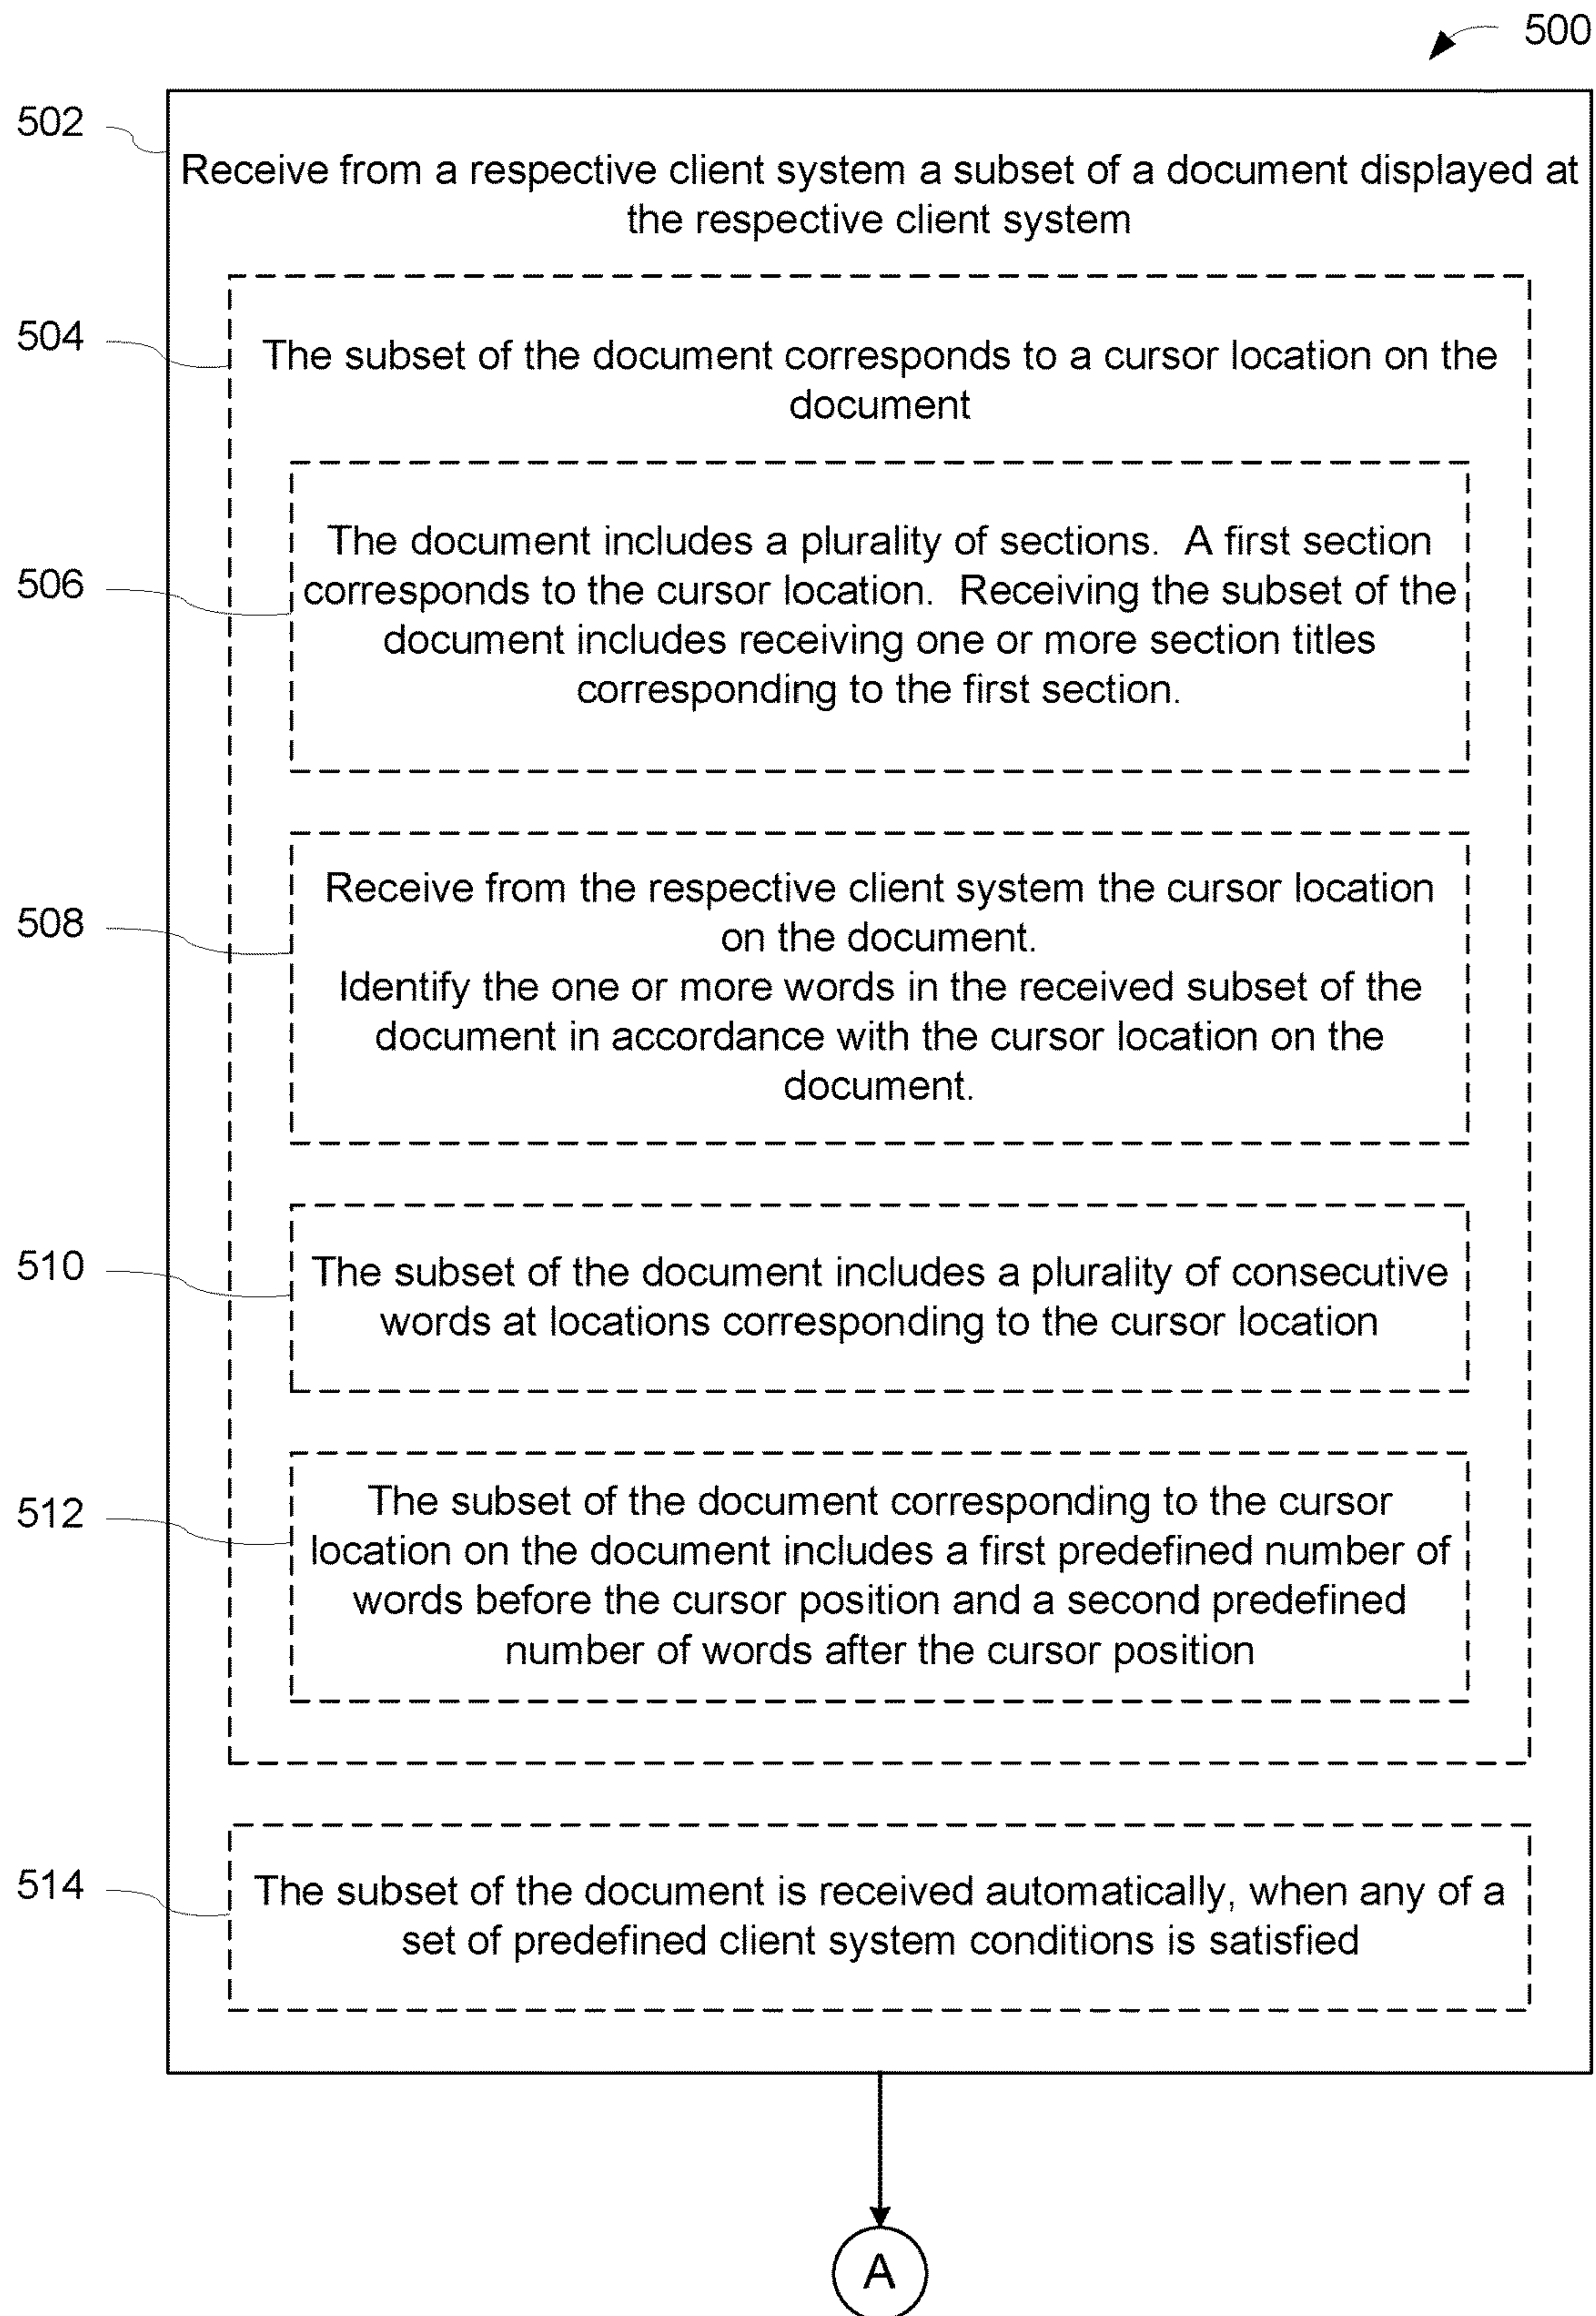 500
502
Receive from a respective client system a subset of a document displayed at
the respective client system
504
The subset of the document corresponds to a cursor location on the
document
506
The document includes a plurality of sections.  A first section
corresponds to the cursor location.  Receiving the subset of the
document includes receiving one or more section titles
corresponding to the first section.
508
Receive from the respective client system the cursor location
on the document.
Identify the one or more words in the received subset of the
document in accordance with the cursor location on the
document.
510
The subset of the document includes a plurality of consecutive
words at locations corresponding to the cursor location
512
The subset of the document corresponding to the cursor
location on the document includes a first predefined number of
words before the cursor position and a second predefined
number of words after the cursor position
514
The subset of the document is received automatically, when any of a
set of predefined client system conditions is satisfied
A